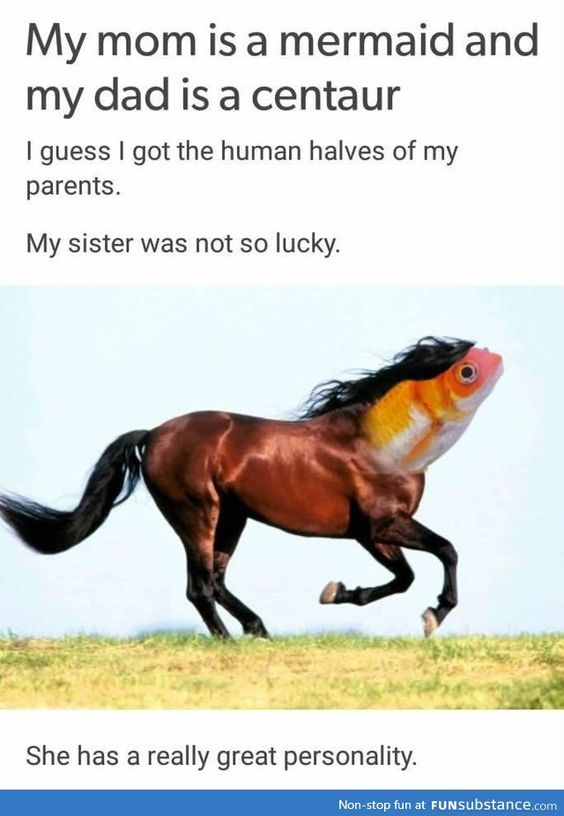 My mom is a mermaid and
my dad is a centaur
I guess I got the human halves of my
parents.
My sister was not so lucky.
She has a really great personality.
Non-stop fun at FUNsubstance.com